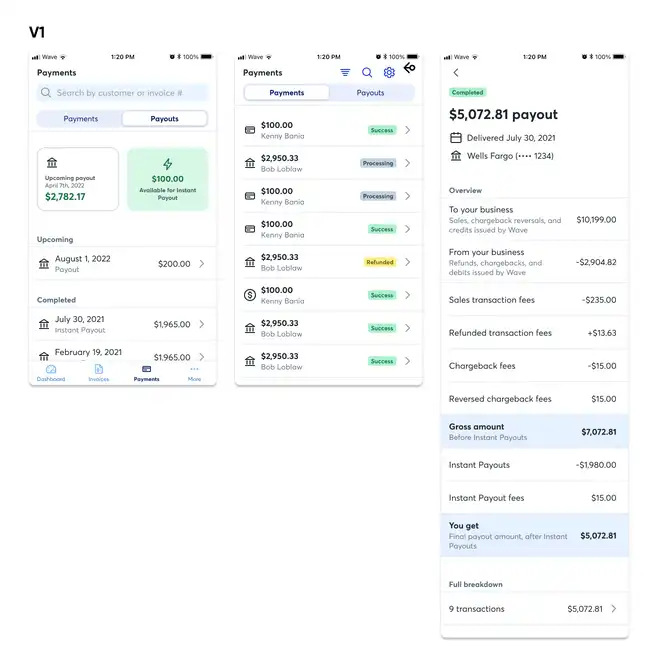 V1
Wave
1:20 PM
100%
Payments
Search by customer or invoice #
Payments
Payouts
Upcoming payout
April 7th, 2022
$2,782.17
$100.00
Available for Instant
Payout
Upcoming
August 1, 2022
Payout
$200.00
Completed
July 30, 2021
Instant Payout
$1,965.00
February 19, 2021
$1,965.00
Dashboard
Invoices
Payments
More
Wave
1:20 PM
100%
Payments
Payments
Payouts
$100.00
Kenny Bania
Success
$2,950.33
Bob Loblaw
Processing
$100.00
Kenny Bania
Processing
$100.00
Kenny Bania
Success
$2,950.33
Bob Loblaw
Refunded
$100.00
Kenny Bania
Success
$2,950.33
Bob Loblaw
Success
$2,950.33
Bob Loblaw
Success
Wave
1:20 PM
100%
Completed
$5,072.81 payout
Delivered July 30, 2021
Wells Fargo (•••• 1234)
Overview
To your business
Sales, chargeback reversals, and
credits issued by Wave
$10,199.00
From your business
Refunds, chargebacks, and
debits issued by Wave
-$2,904.82
Sales transaction fees
-$235.00
Refunded transaction fees
+$13.63
Chargeback fees
-$15.00
Reversed chargeback fees
$15.00
Gross amount
Before Instant Payouts
$7,072.81
Instant Payouts
-$1,980.00
Instant Payout fees
$15.00
You get
Final payout amount, after Instant
Payouts
$5,072.81
Full breakdown
9 transactions
$5,072.81